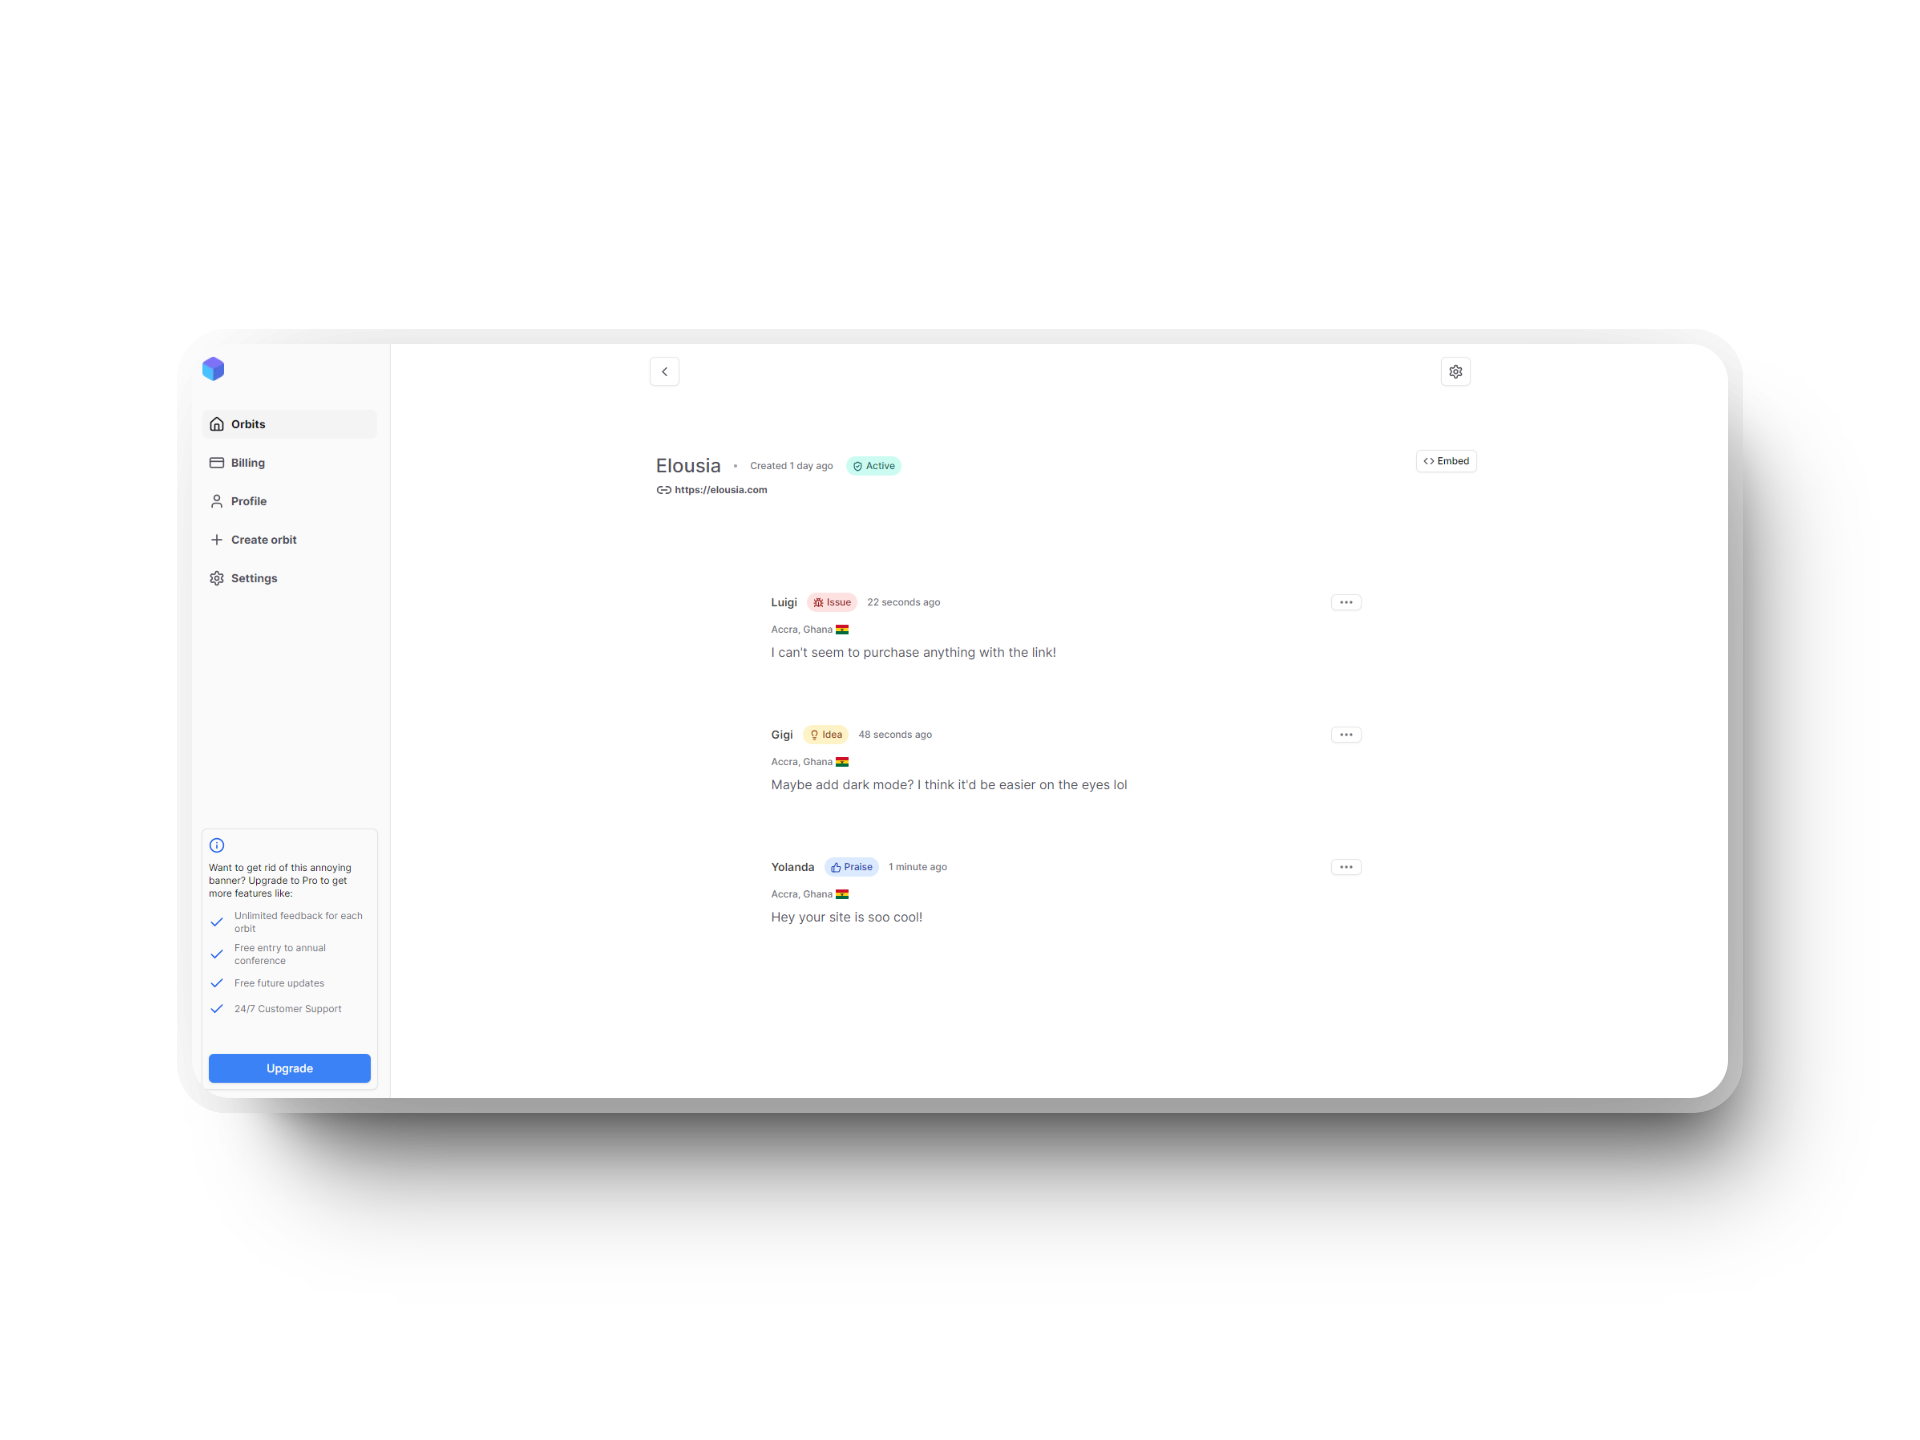 Orbits
Billing
Profile
Create orbit
Settings
Want to get rid of this annoying
banner? Upgrade to Pro to get
more features like:
Unlimited feedback for each
orbit
Free entry to annual
conference
Free future updates
24/7 Customer Support
Upgrade
Elousia • Created 1 day ago Active
https://elousia.com
Embed
Luigi Issue 22 seconds ago
Accra, Ghana
I can't seem to purchase anything with the link!
Gigi Idea 48 seconds ago
Accra, Ghana
Maybe add dark mode? I think it'd be easier on the eyes lol
Yolanda Praise 1 minute ago
Accra, Ghana
Hey your site is soo cool!